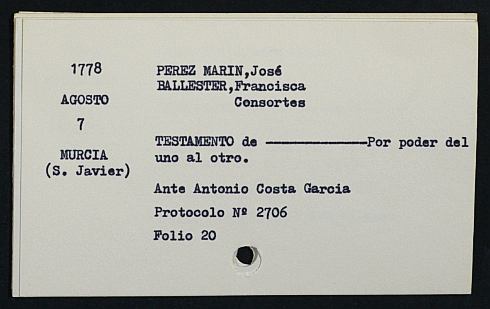 1778
AGOSTO
7
MURCIA
(S. Javier)
PEREZ MARIN,José
BALLESTER,Francisca
Consortes
TESTAMENTO de ---------------Por poder del
uno al otro.
Ante Antonio Costa Garcia
Protocolo Nº 2706
Folio 20